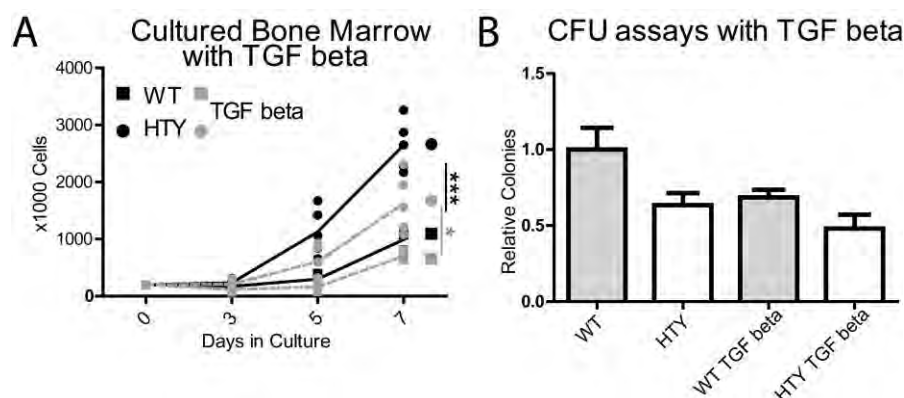 A
Cultured Bone Marrow
with TGF beta
x1000 Cells
4000
3000
2000
1000
0
WT
HTY
TGF beta
***
*
0
3
5
7
Days in Culture
B
CFU assays with TGF beta
Relative Colonies
1.5
1.0
0.5
0.0
WT
HTY
WT TGF beta
HTY TGF beta